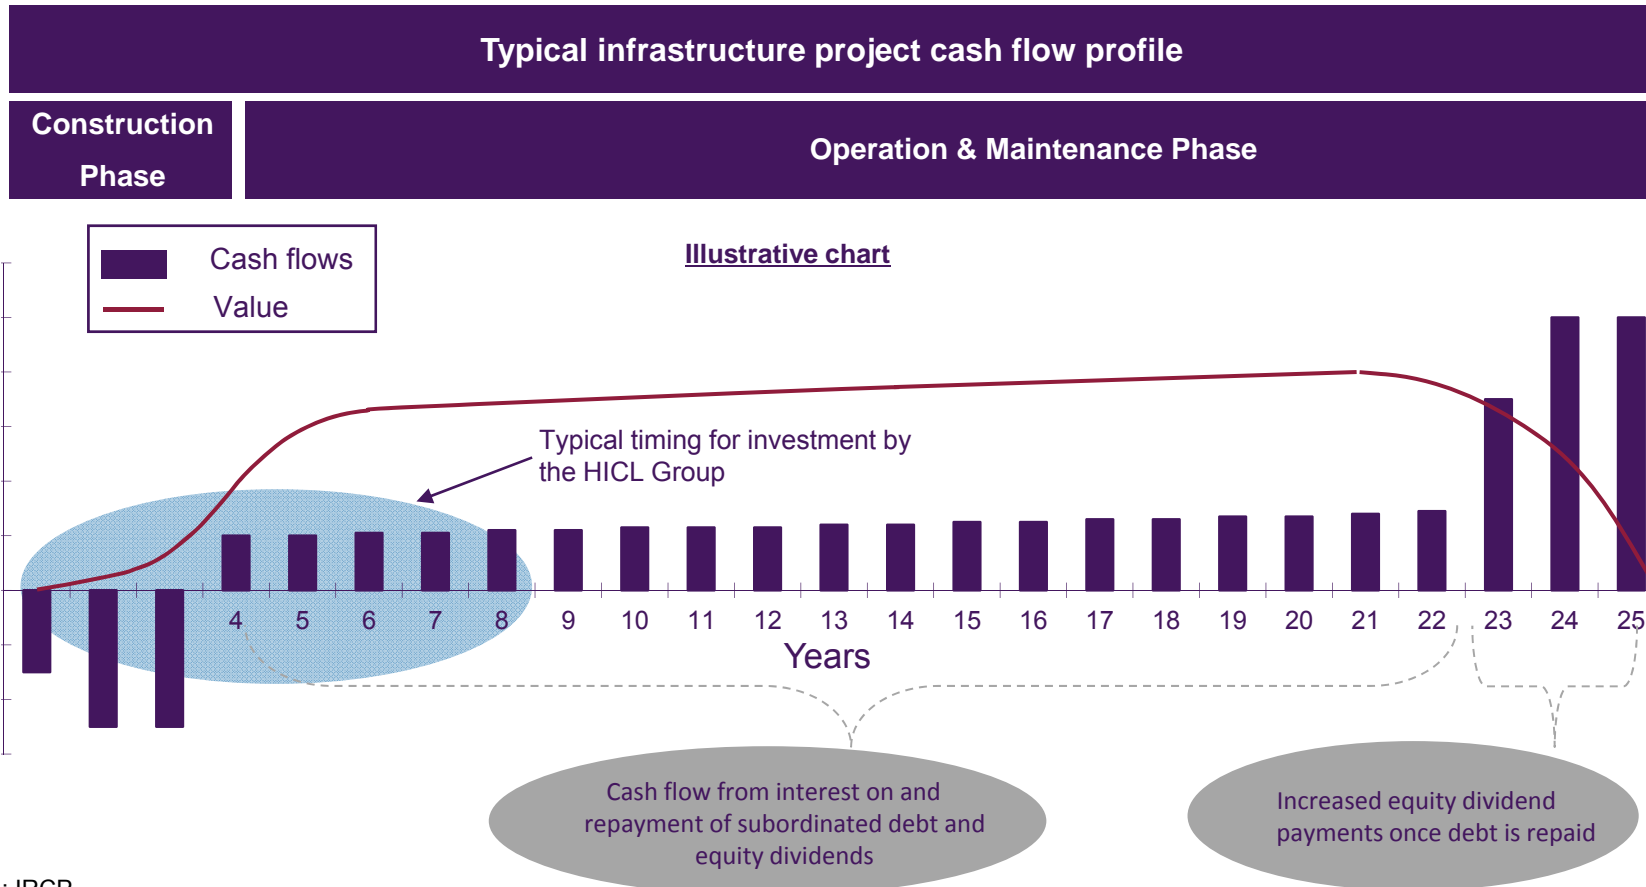 Typical infrastructure project cash flow profile
Construction
Phase
Operation & Maintenance Phase
Cash flows
Value
Illustrative chart
Typical timing for investment by
the HICL Group
4 5 6 7 8 9 10 11 12 13 14 15 16 17 18 19 20 21 22 23 24 25
Years
Cash flow from interest on and
repayment of subordinated debt and
equity dividends
Increased equity dividend
payments once debt is repaid